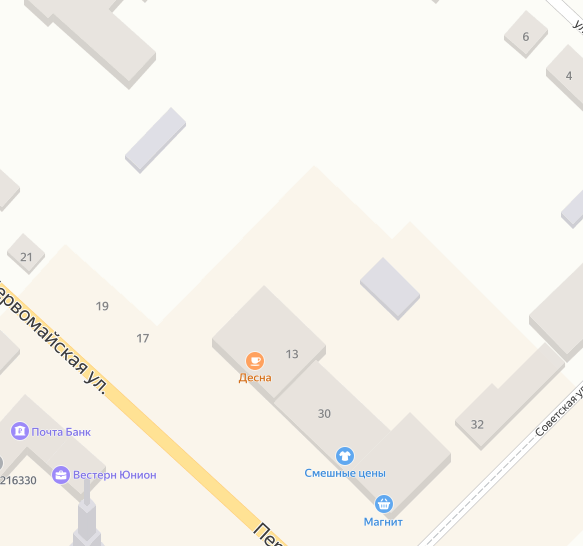 6
4
21
19
17
13
Десна
30
32
Смешные цены
Магнит
Почта Банк
Вестерн Юнион
216330
ервомайская ул.
Советская у
Пер